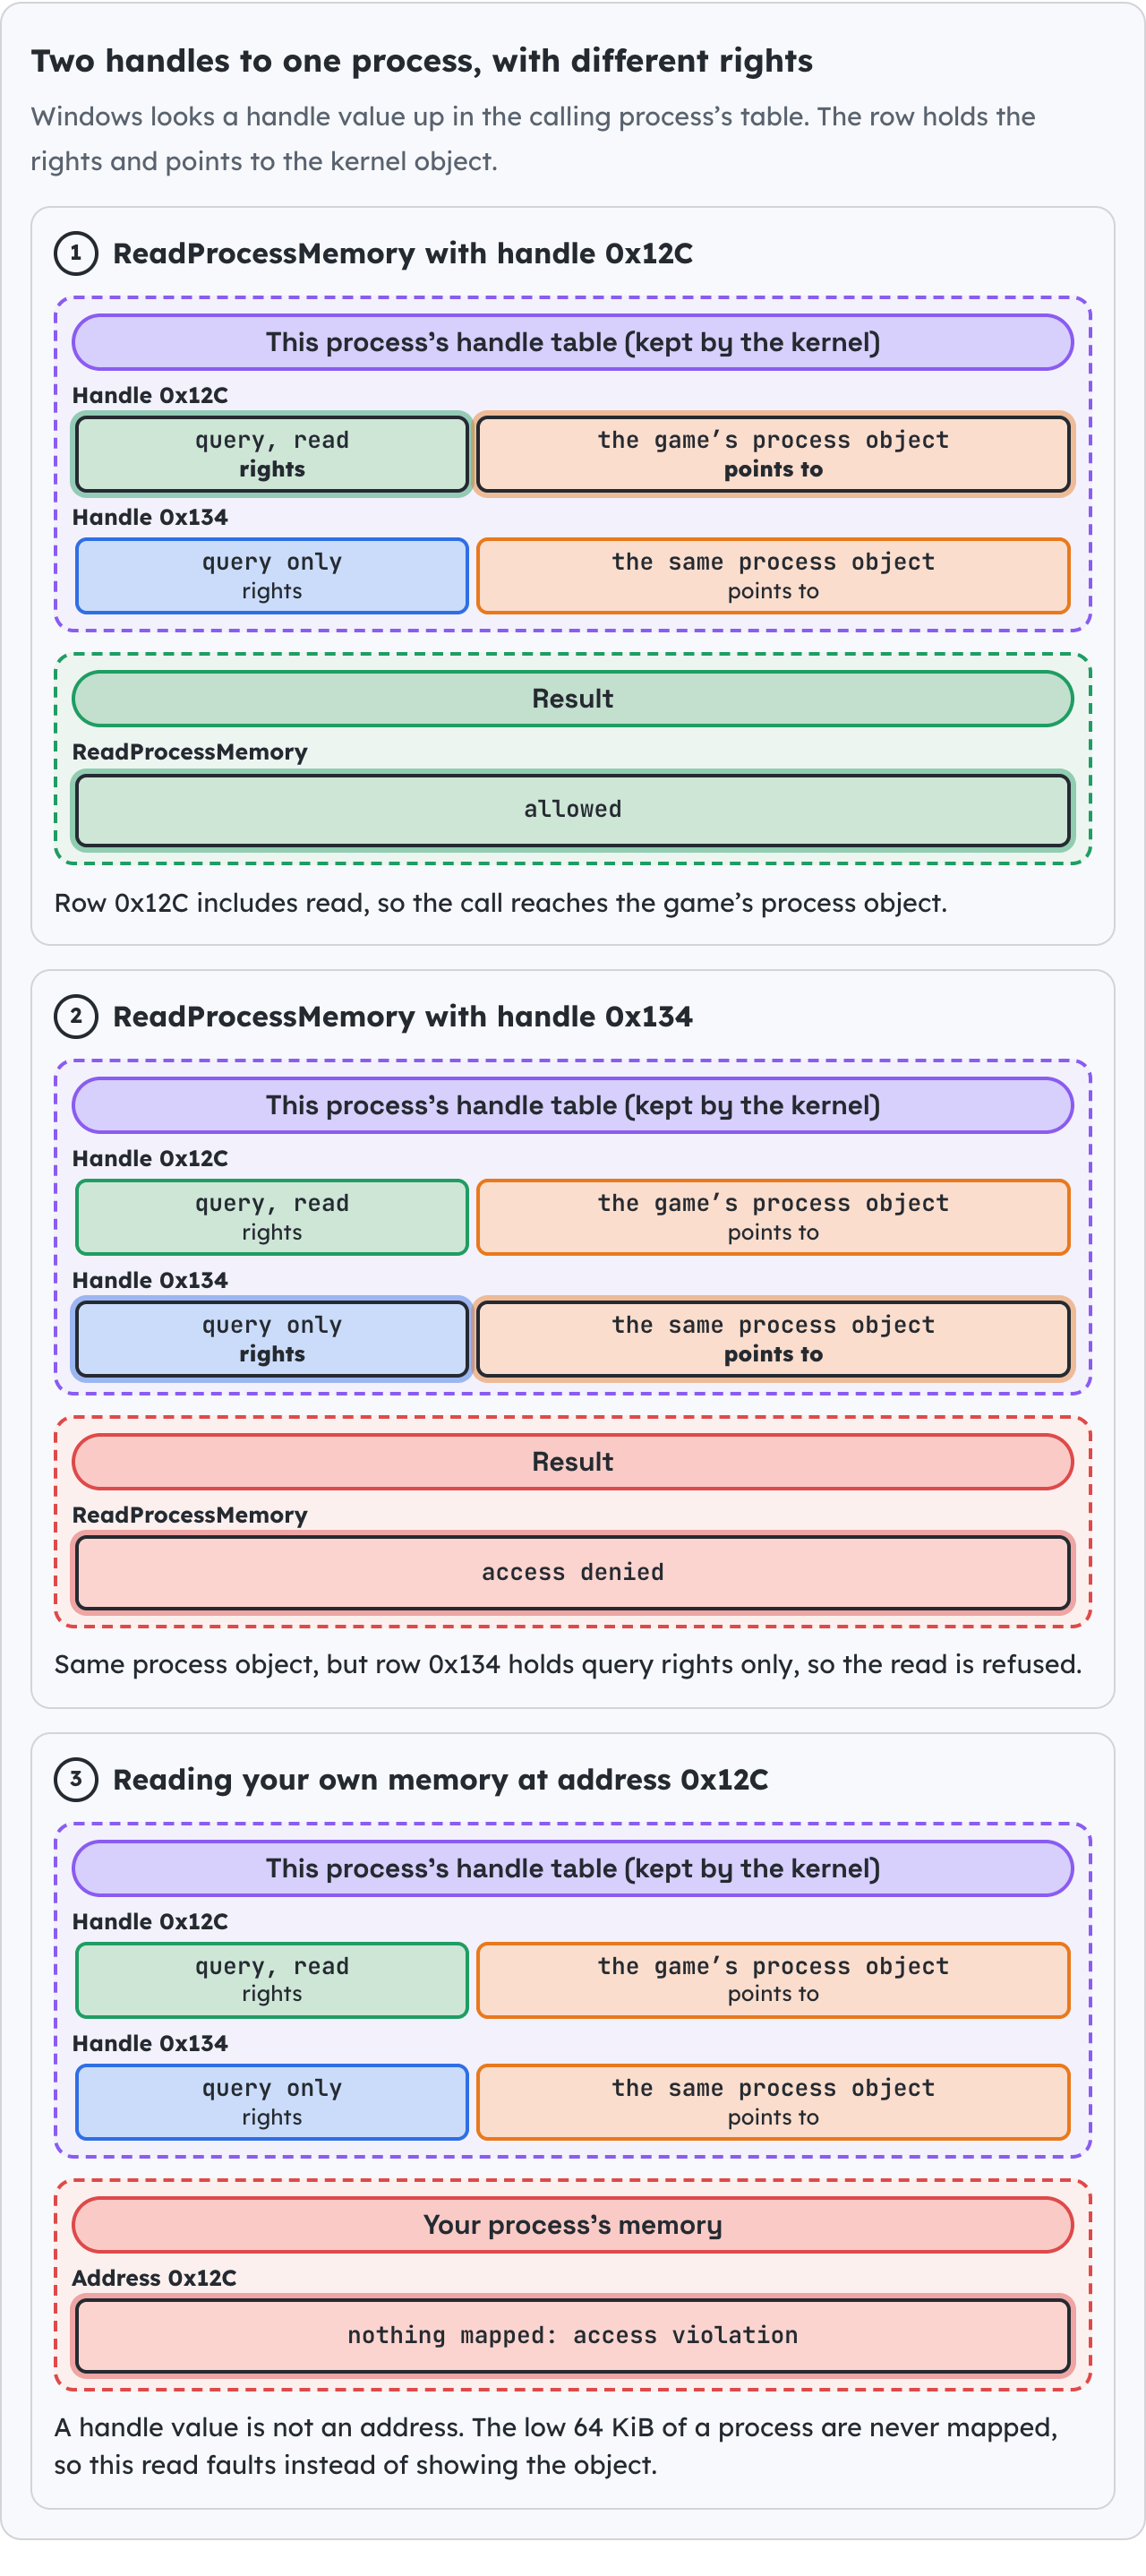 Two handles to one process, with different rights
Windows looks a handle value up in the calling process’s table. The row holds the
rights and points to the kernel object.
1 ReadProcessMemory with handle 0x12C
This process’s handle table (kept by the kernel)
Handle 0x12C
query, read the game’s process object
rights points to
Handle 0x134
query only the same process object
rights points to
Result
ReadProcessMemory
allowed
Row 0x12C includes read, so the call reaches the game’s process object.
2 ReadProcessMemory with handle 0x134
This process’s handle table (kept by the kernel)
Handle 0x12C
query, read the game’s process object
rights points to
Handle 0x134
query only the same process object
rights points to
Result
ReadProcessMemory
access denied
Same process object, but row 0x134 holds query rights only, so the read is refused.
3 Reading your own memory at address 0x12C
This process’s handle table (kept by the kernel)
Handle 0x12C
query, read the game’s process object
rights points to
Handle 0x134
query only the same process object
rights points to
Your process’s memory
Address 0x12C
nothing mapped: access violation
A handle value is not an address. The low 64 KiB of a process are never mapped,
so this read faults instead of showing the object.